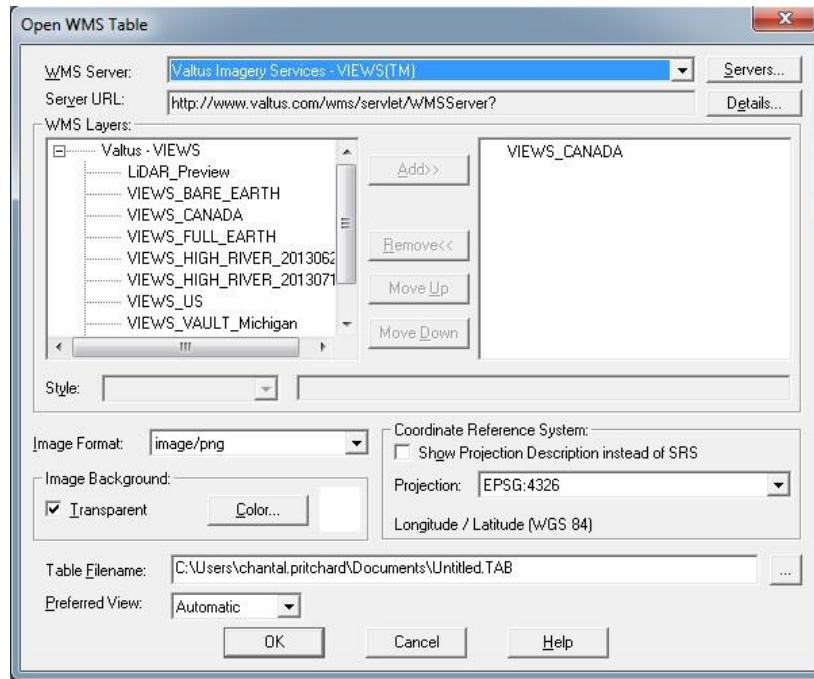 Open WMS Table
WMS Server: Valtus Imagery Services - VIEWS(TM) Servers...
Server URL: http://www.valtus.com/wms/servlet/WMSServer? Details...
WMS Layers:
Valtus - VIEWS
LiDAR_Preview
VIEWS_BARE_EARTH
VIEWS_CANADA
VIEWS_FULL_EARTH
VIEWS_HIGH_RIVER_2013062
VIEWS_HIGH_RIVER_2013071
VIEWS_US
VIEWS_VAULT_Michigan
Add>>
Remove<<
Move Up
Move Down
VIEWS_CANADA
Style:
Image Format: image/png
Image Background:
Transparent Color...
Coordinate Reference System:
Show Projection Description instead of SRS
Projection: EPSG:4326
Longitude / Latitude (WGS 84)
Table Filename: C:\Users\chantal.pritchard\Documents\Untitled.TAB ...
Preferred View: Automatic
OK Cancel Help